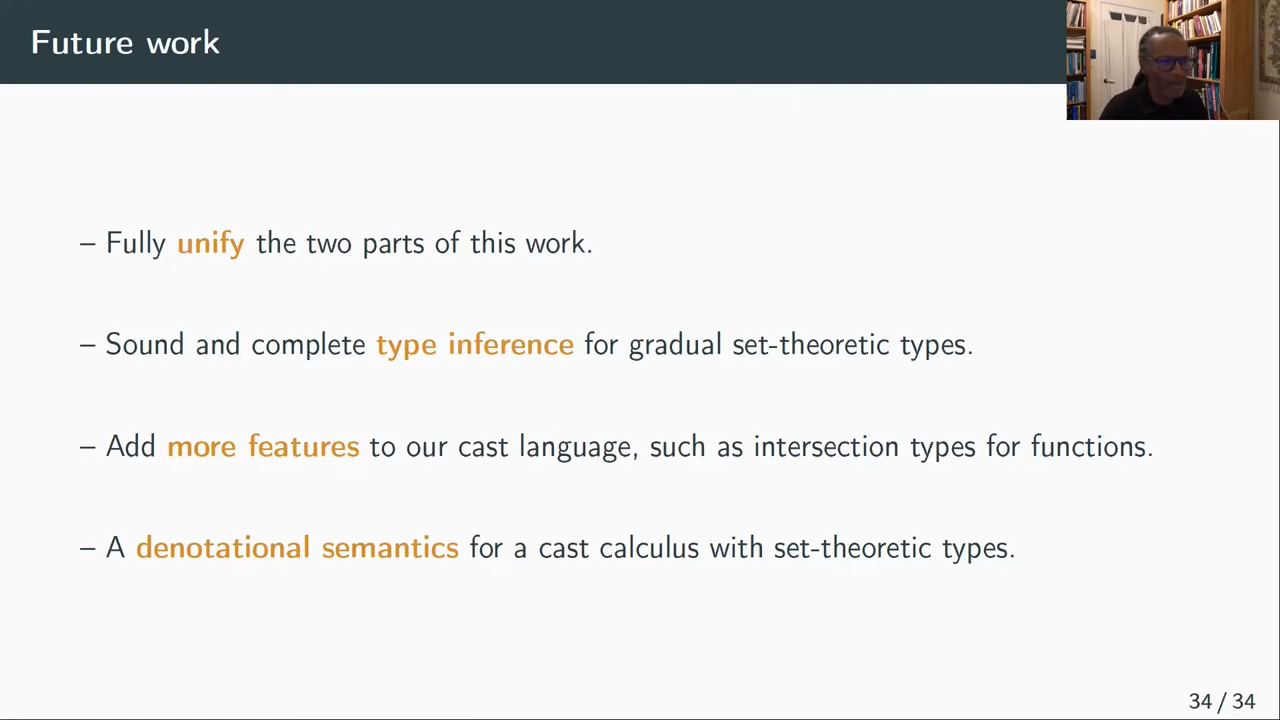 Future work
– Fully unify the two parts of this work.
– Sound and complete type inference for gradual set-theoretic types.
– Add more features to our cast language, such as intersection types for functions.
– A denotational semantics for a cast calculus with set-theoretic types.
34 / 34